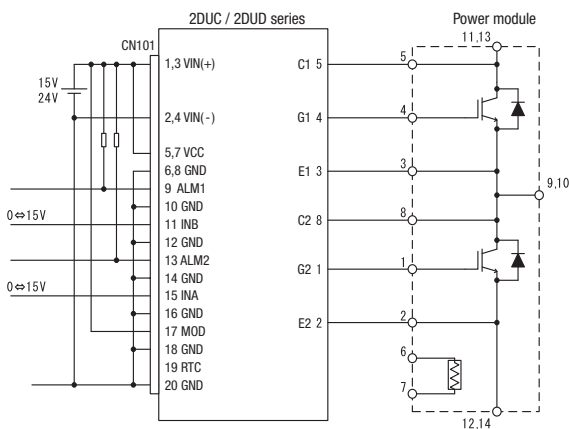 2DUC / 2DUD series
Power module
CN101
11,13
1,3 VIN(+)
C1 5
5
15V
24V
2,4 VIN(-)
G1 4
4
5,7 VCC
6,8 GND
E1 3
3
9 ALM1
9,10
10 GND
0⇔15V
11 INB
C2 8
8
12 GND
13 ALM2
G2 1
1
14 GND
0⇔15V
15 INA
16 GND
E2 2
2
17 MOD
18 GND
6
19 RTC
20 GND
7
12,14